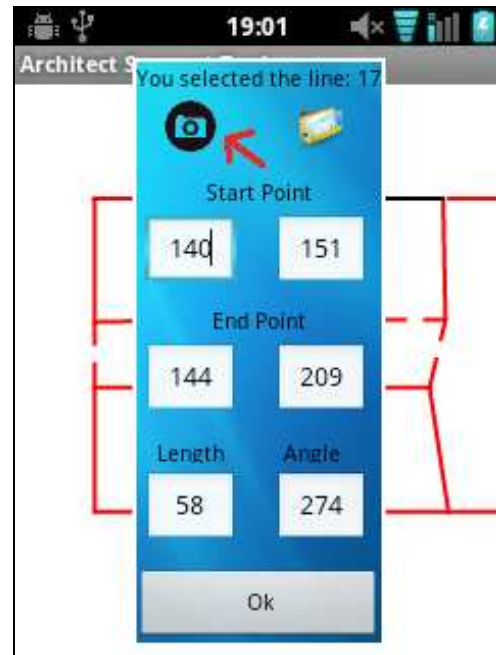 19:01
Architect S
You selected the line: 17
Start Point
140 151
End Point
144 209
Length Angle
58 274
Ok